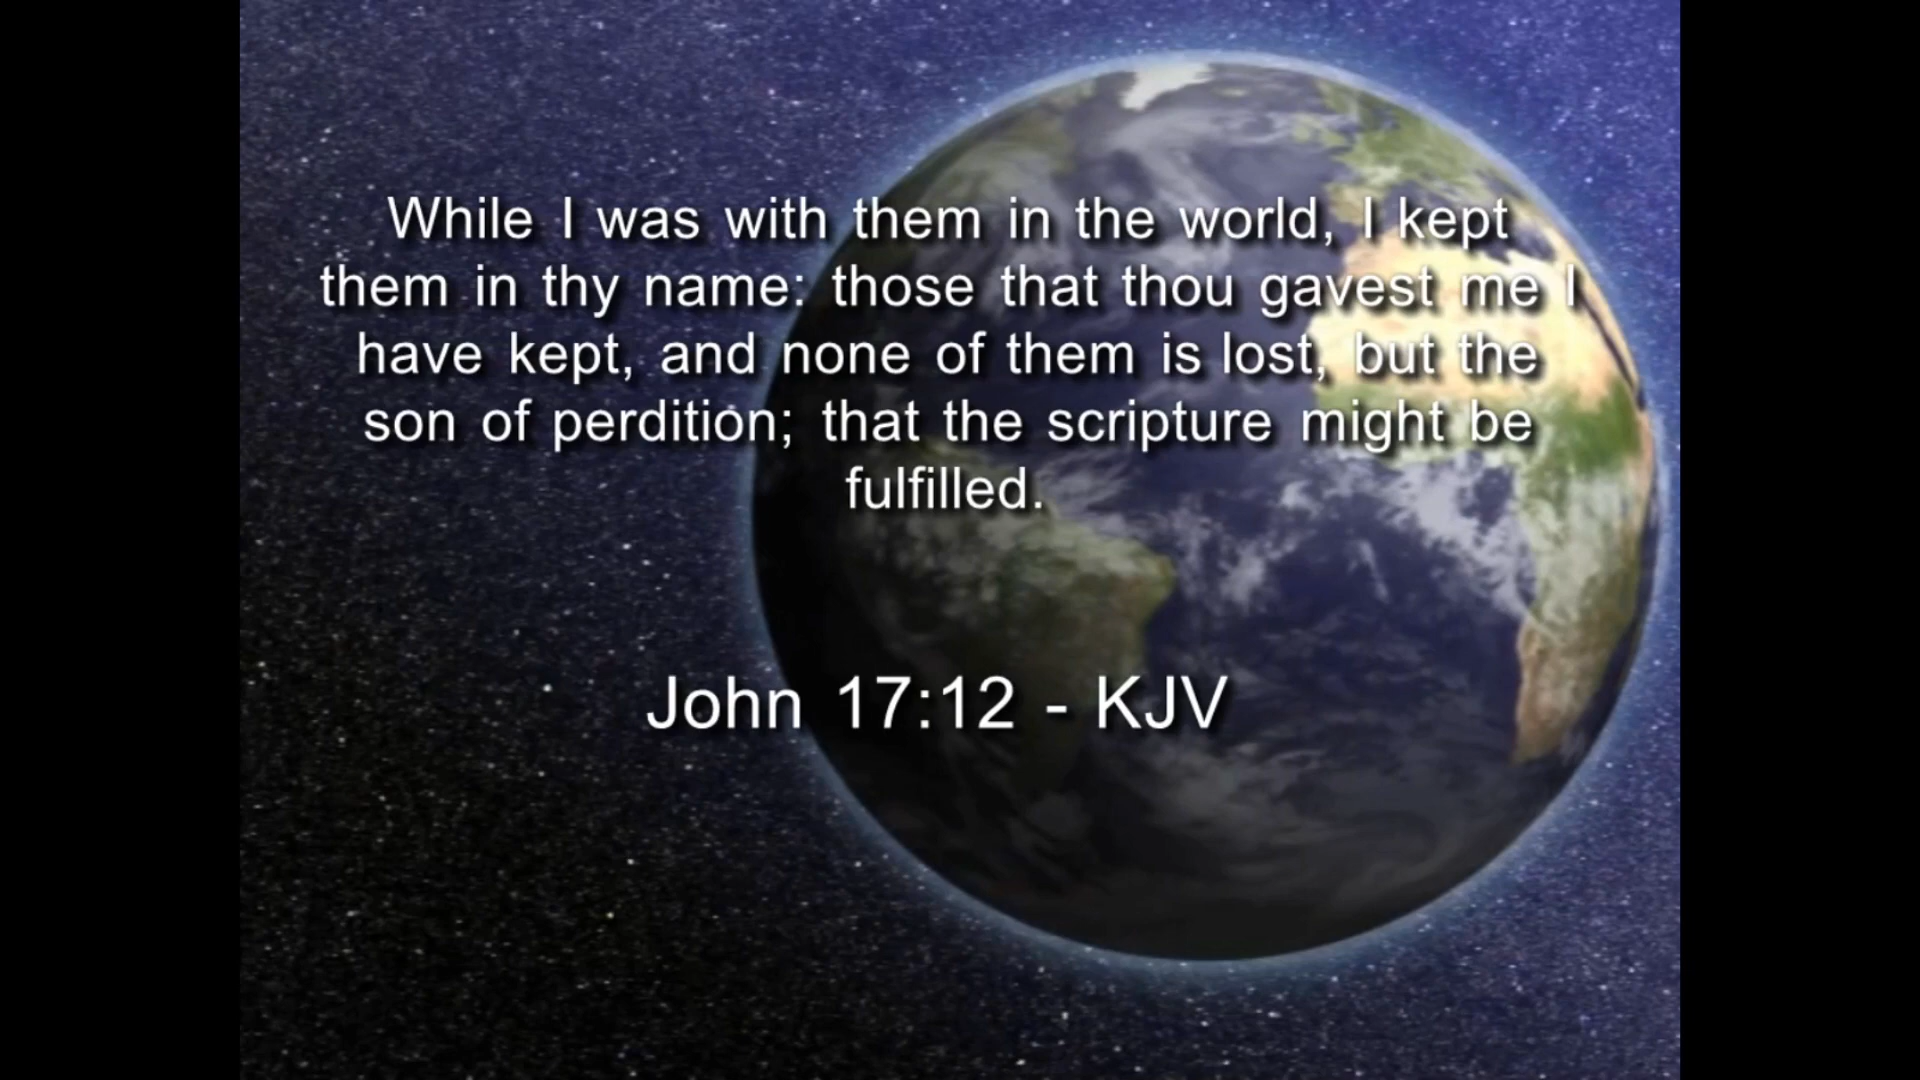 While I was with them in the world, I kept
them in thy name: those that thou gavest me I
have kept, and none of them is lost, but the
son of perdition; that the scripture might be
fulfilled.
John 17:12 - KJV